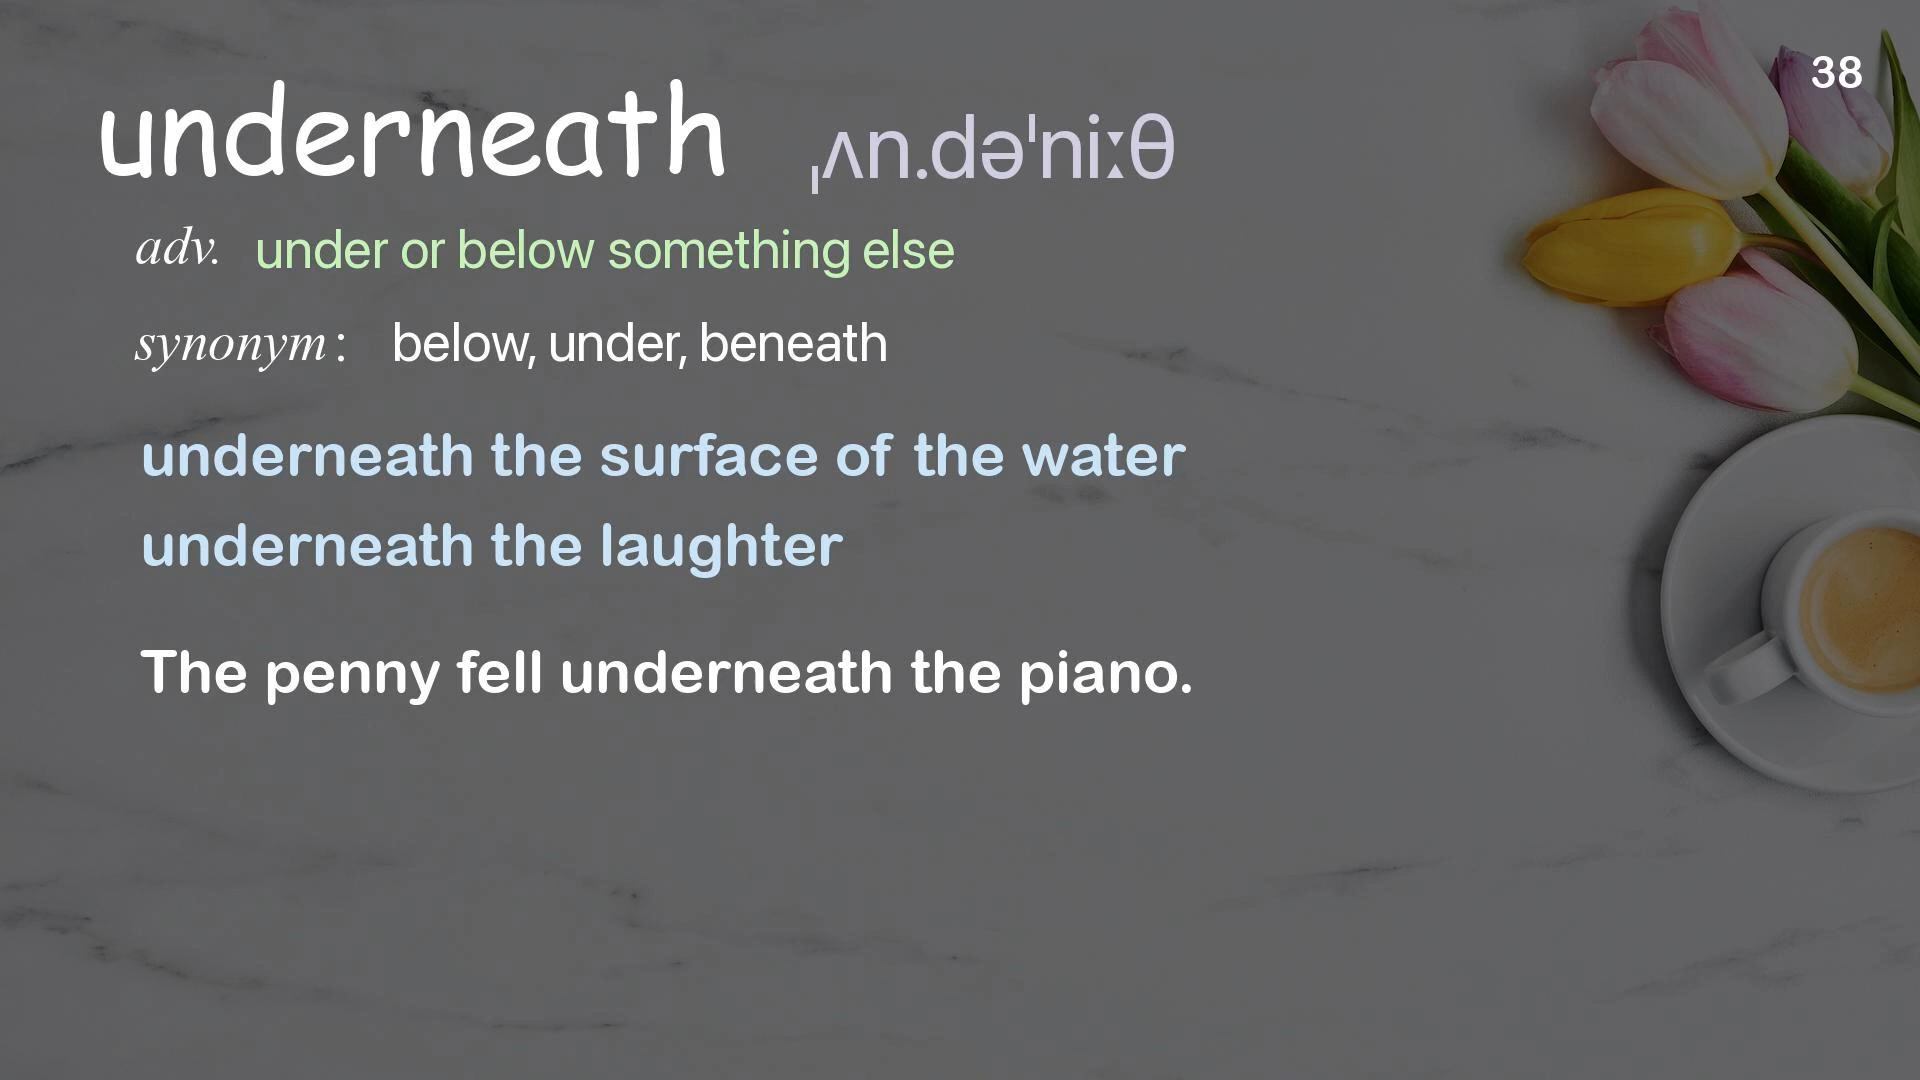 38
underneath ˌʌn.dəˈniːθ
adv. under or below something else
synonym: below, under, beneath
underneath the surface of the water
underneath the laughter
The penny fell underneath the piano.